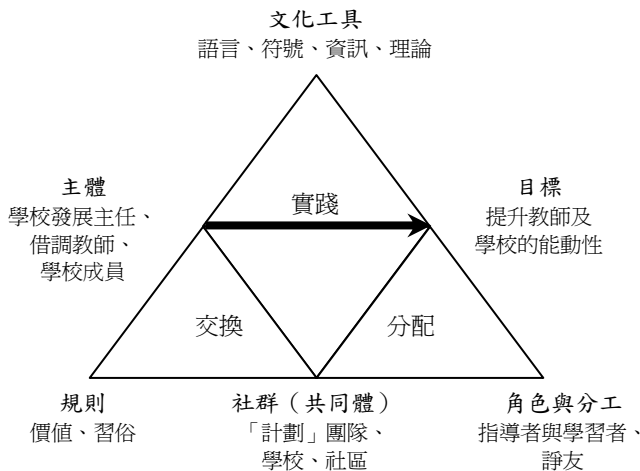 文化工具
語言、符號、資訊、理論
主體
學校發展主任、
借調教師、
學校成員
實踐
目標
提升教師及
學校的能動性
交換
分配
規則
價值、習俗
社群（共同體）
「計劃」團隊、
學校、社區
角色與分工
指導者與學習者、
諍友